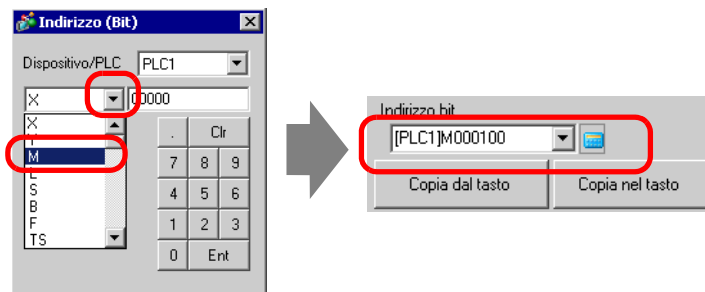 Indirizzo (Bit)
Dispositivo/PLC PLC1
X 00000
X
M
S
B
F
TS
. Clr
7 8 9
4 5 6
1 2 3
0 Ent
Indirizzo bit
[PLC1]M000100
Copia dal tasto Copia nel tasto